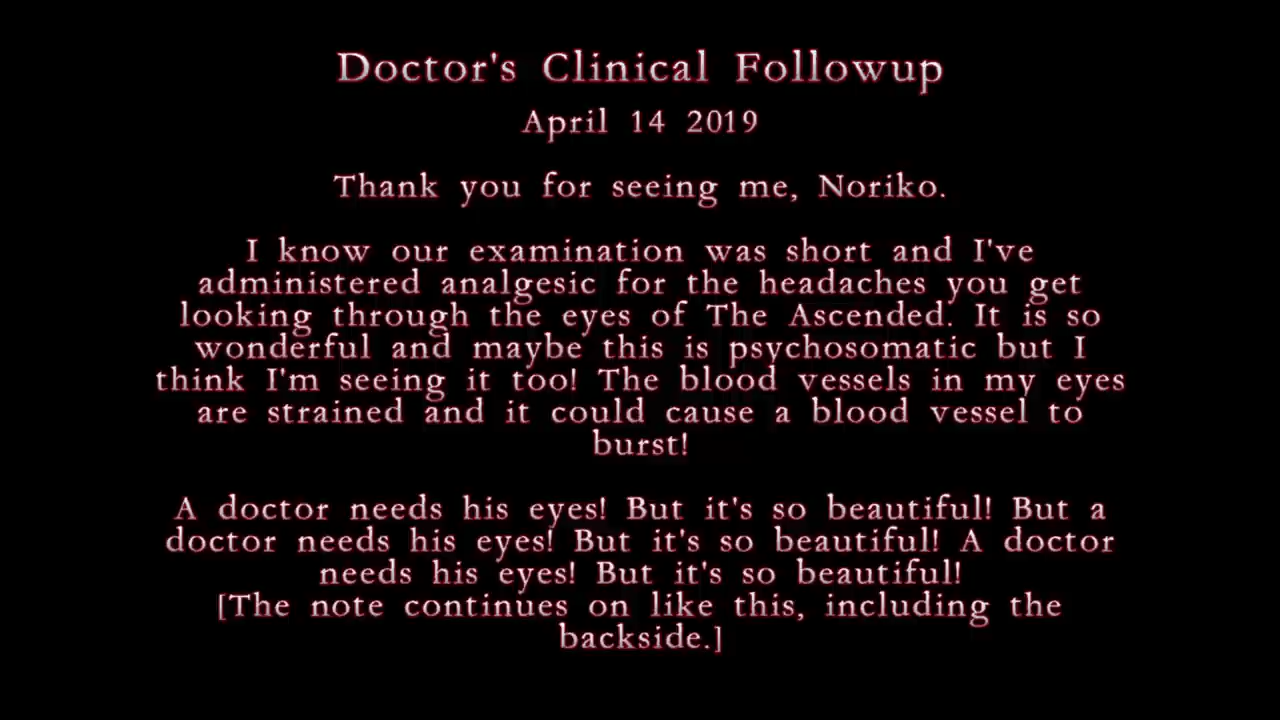 Doctor's Clinical Followup
April 14 2019
Thank you for seeing me, Noriko.
I know our examination was short and I've
administered analgesic for the headaches you get
looking through the eyes of The Ascended. It is so
wonderful and maybe this is psychosomatic but I
think I'm seeing it too! The blood vessels in my eyes
are strained and it could cause a blood vessel to
burst!
A doctor needs his eyes! But it's so beautiful! But a
doctor needs his eyes! But it's so beautiful! A doctor
needs his eyes! But it's so beautiful!
[The note continues on like this, including the
backside.]